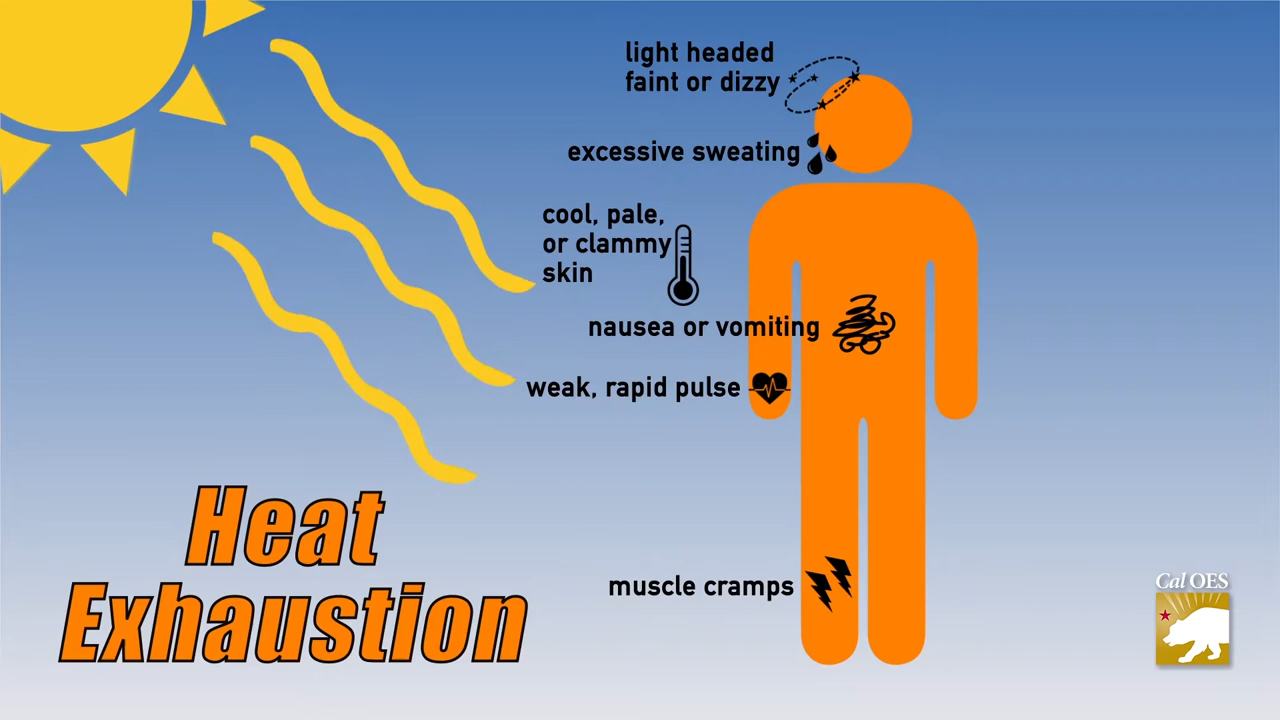 light headed
faint or dizzy
excessive sweating
cool, pale,
or clammy
skin
nausea or vomiting
weak, rapid pulse
Heat
Exhaustion
muscle cramps
Cal OES